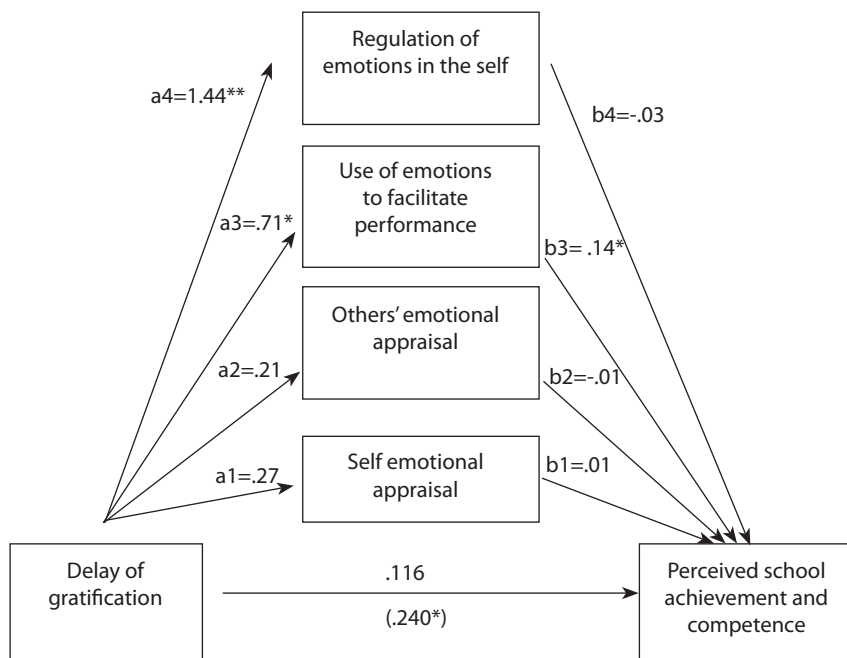 Regulation of
emotions in the self
a4=1.44**
b4=-.03
Use of emotions
to facilitate
performance
a3=.71*
b3= .14*
Others’ emotional
appraisal
a2=.21
b2=-.01
Self emotional
appraisal
a1=.27
b1=.01
Delay of
gratification
.116
(.240*)
Perceived school
achievement and
competence